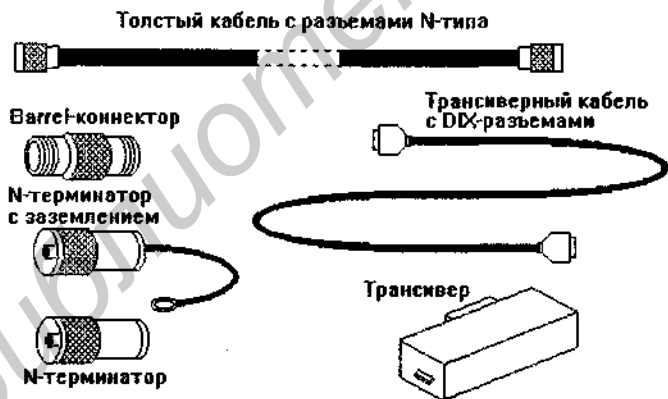 Толстый кабель с разъемами N-типа
Barrel-коннектор
Трансиверный кабель
с DIX-разъемами
N-терминатор
с заземлением
Трансивер
N-терминатор